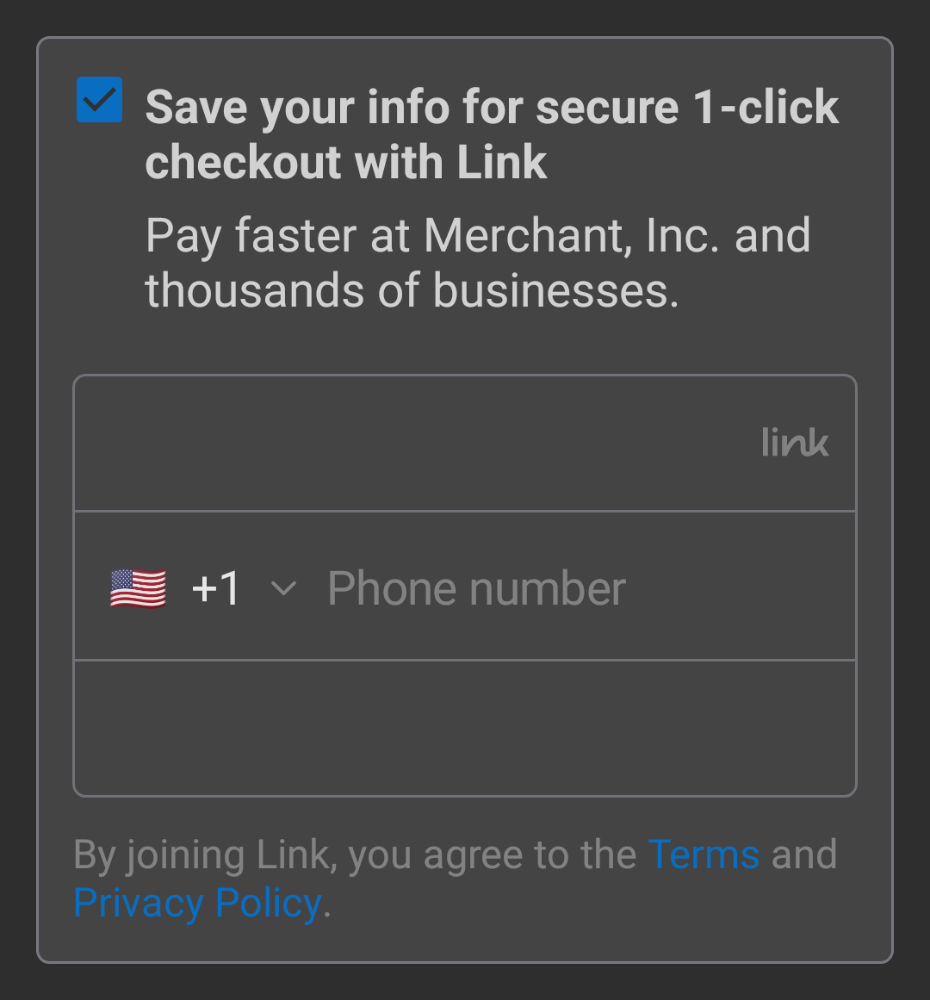 Save your info for secure 1-click
checkout with Link
Pay faster at Merchant, Inc. and
thousands of businesses.
link
+1 Phone number
By joining Link, you agree to the Terms and
Privacy Policy.